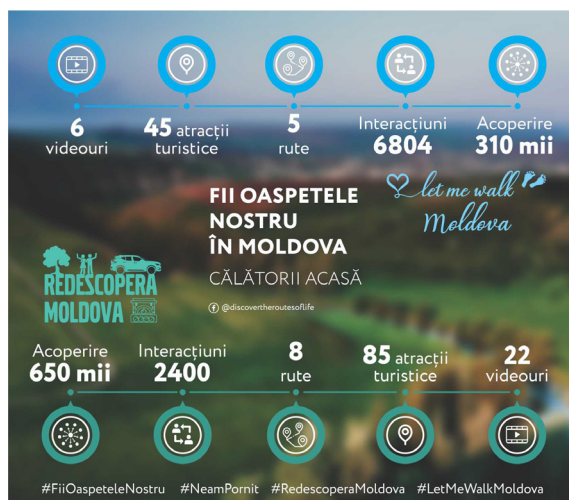 6
videouri
45 atracții
turistice
5
rute
Interacțiuni
6804
Acoperire
310 mii
FII OASPETELE
NOSTRU
ÎN MOLDOVA
CĂLĂTORII ACASĂ
@discovertheroutesoflife
let me walk
Moldova
REDESCOPERA
MOLDOVA
Acoperire
650 mii
Interacțiuni
2400
8
rute
85 atracții
turistice
22
videouri
#FiiOaspeteleNostru #NeamPornit #RedescoperaMoldova #LetMeWalkMoldova